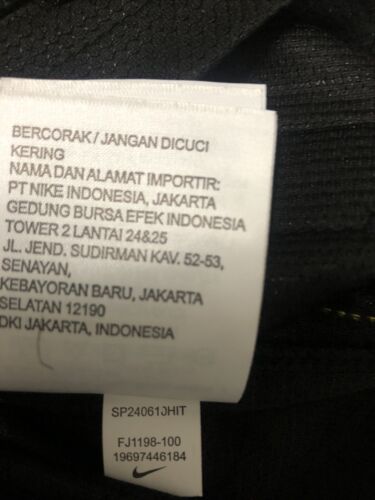 BERCORAK / JANGAN DICUCI
KERING
NAMA DAN ALAMAT IMPORTIR:
PT NIKE INDONESIA, JAKARTA
GEDUNG BURSA EFEK INDONESIA
TOWER 2 LANTAI 24&25
JL. JEND. SUDIRMAN KAV. 52-53,
SENAYAN,
KEBAYORAN BARU, JAKARTA
SELATAN 12190
DKI JAKARTA, INDONESIA
SP240610HIT
FJ1198-100
19697446184